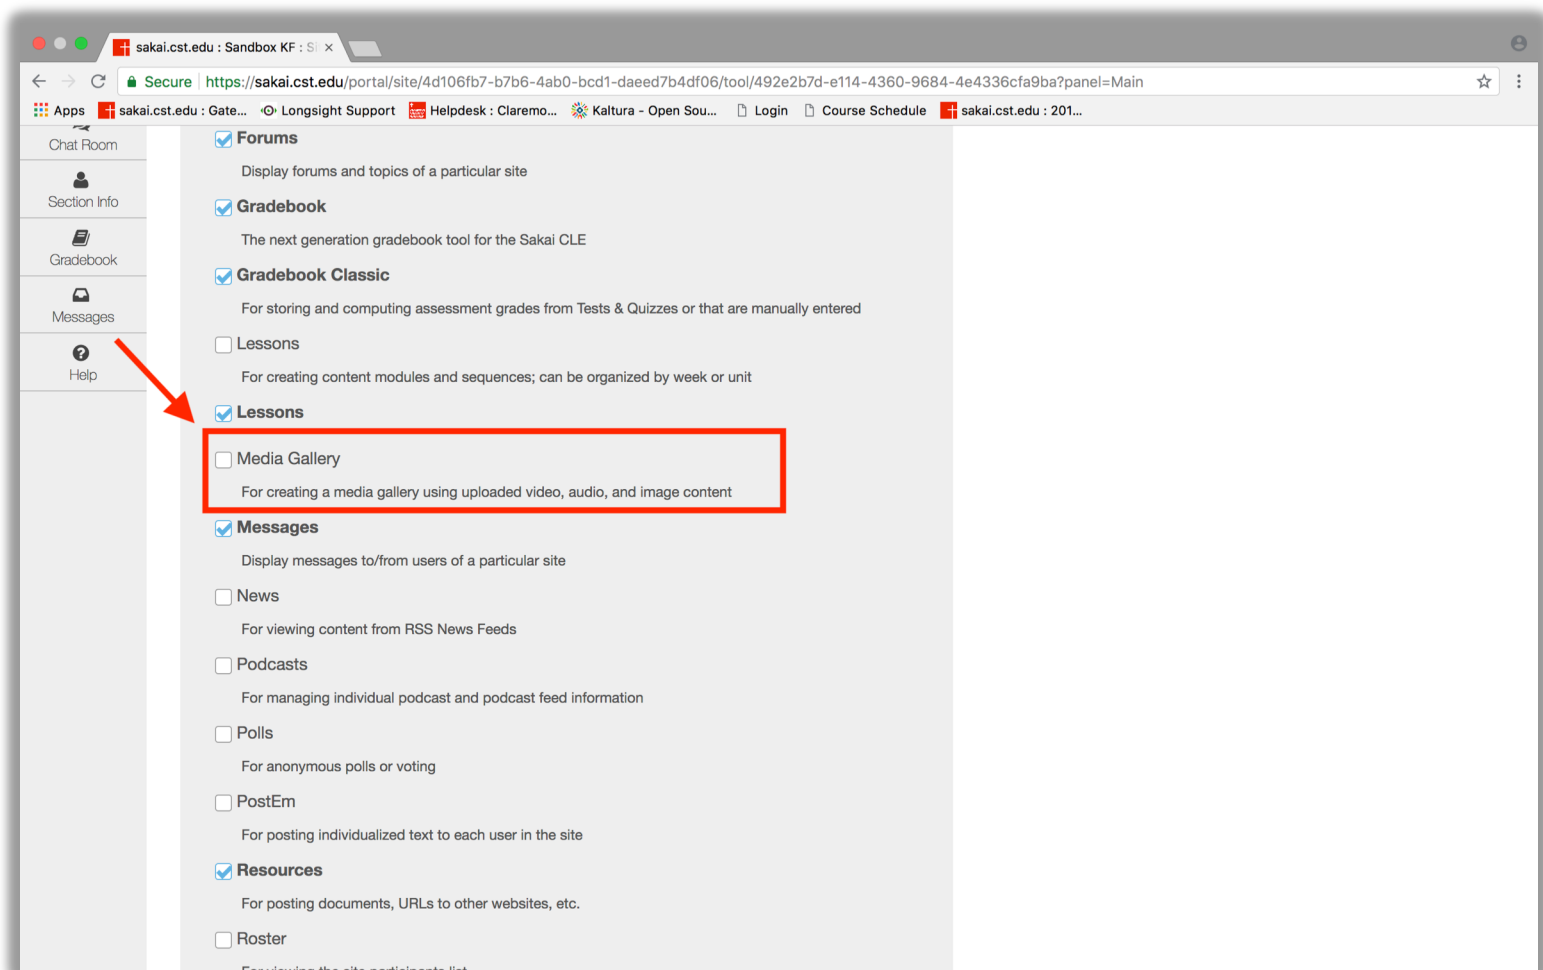 sakai.cst.edu : Sandbox KF : S
Secure https://sakai.cst.edu/portal/site/4d106fb7-b7b6-4ab0-bcd1-daeed7b4df06/tool/492e2b7d-e114-4360-9684-4e4336cfa9ba?panel=Main
Apps sakai.cst.edu : Gate... Longsight Support Helpdesk : Claremo... Kaltura - Open Sou... Login Course Schedule sakai.cst.edu : 201...
Chat Room
Section Info
Gradebook
Messages
Help
Forums
Display forums and topics of a particular site
Gradebook
The next generation gradebook tool for the Sakai CLE
Gradebook Classic
For storing and computing assessment grades from Tests & Quizzes or that are manually entered
Lessons
For creating content modules and sequences; can be organized by week or unit
Lessons
Media Gallery
For creating a media gallery using uploaded video, audio, and image content
Messages
Display messages to/from users of a particular site
News
For viewing content from RSS News Feeds
Podcasts
For managing individual podcast and podcast feed information
Polls
For anonymous polls or voting
PostEm
For posting individualized text to each user in the site
Resources
For posting documents, URLs to other websites, etc.
Roster
For viewing the site participants list